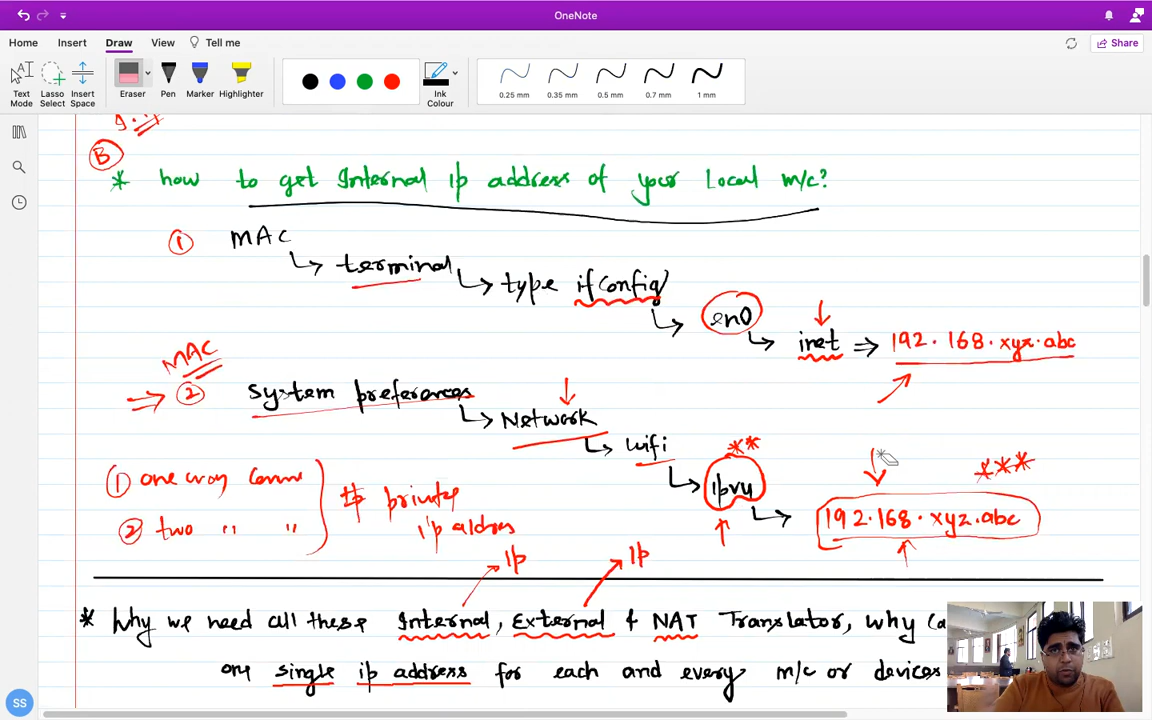 OneNote
Home Insert Draw View Tell me
Share
Text Mode
Lasso Select
Insert Space
Eraser
Pen
Marker
Highlighter
Ink Colour
0.25 mm
0.35 mm
0.5 mm
0.7 mm
1 mm
B
* how to get Internal ip address of your Local m/c?
① MAC
terminal
type ifconfig
en0
inet ⇒ 192.168.xyz.abc
MAC
⇒ ② system preferences
Network
wifi
**
ipv4
***
192.168.xyz.abc
① one way Comm
② two " "
# private
ip addres
IP
IP
* Why we need all these Internal, External & NAT Translator, why Ca
one single ip address for each and every m/c or devices
SS